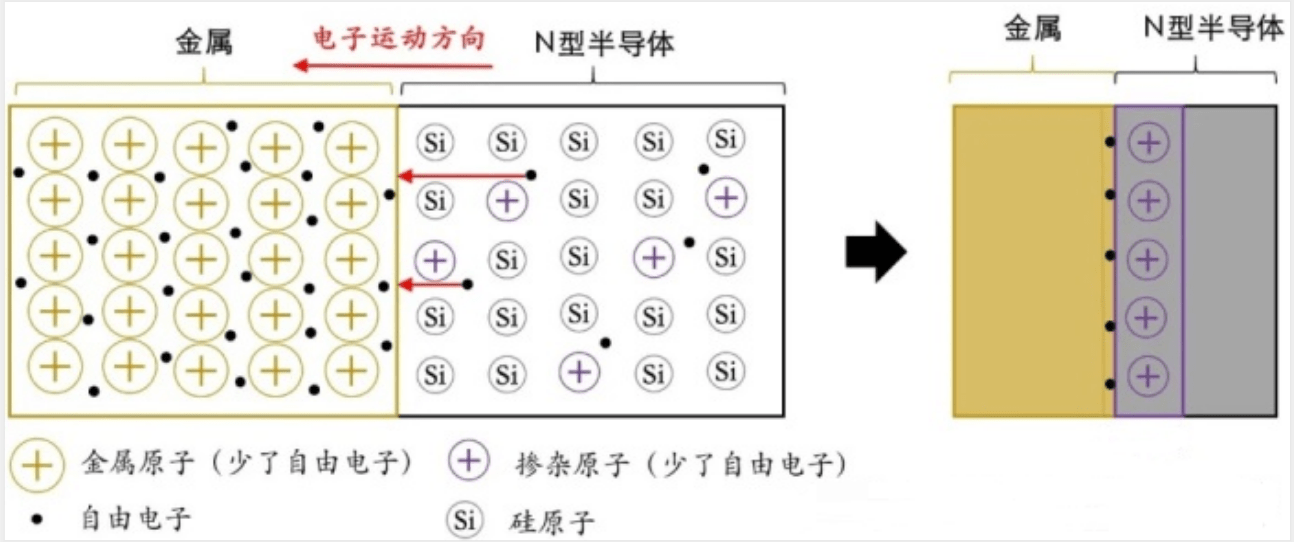 金属
电子运动方向
N型半导体
金属
N型半导体
+ + + + + Si Si Si Si Si
+ + + + + Si + Si Si +
+ + + + + + Si Si + Si
+ + + + + Si Si Si Si Si
+ + + + + Si Si + Si Si
+
+
+
+
+
+ 金属原子（少了自由电子）
+ 掺杂原子（少了自由电子）
自由电子
Si 硅原子